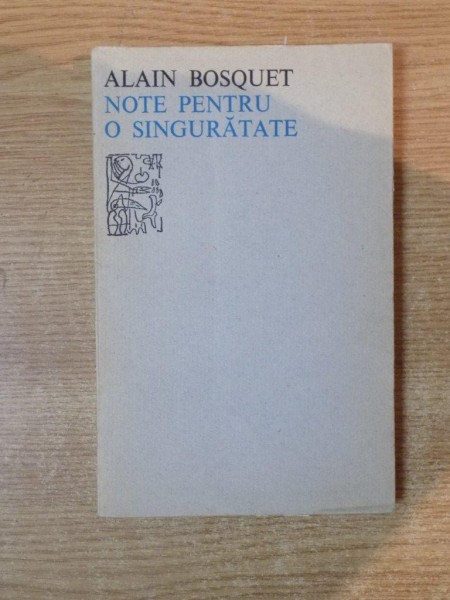 ALAIN BOSQUET
NOTE PENTRU
O SINGURĂTATE